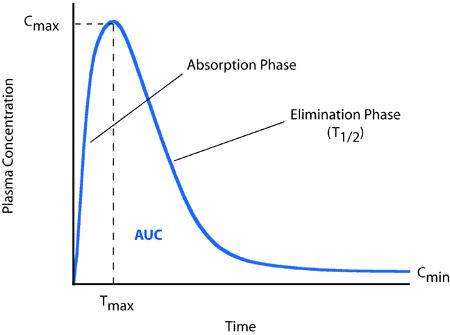 Cmax
Absorption Phase
Elimination Phase
(T1/2)
Plasma Concentration
AUC
Cmin
Tmax
Time